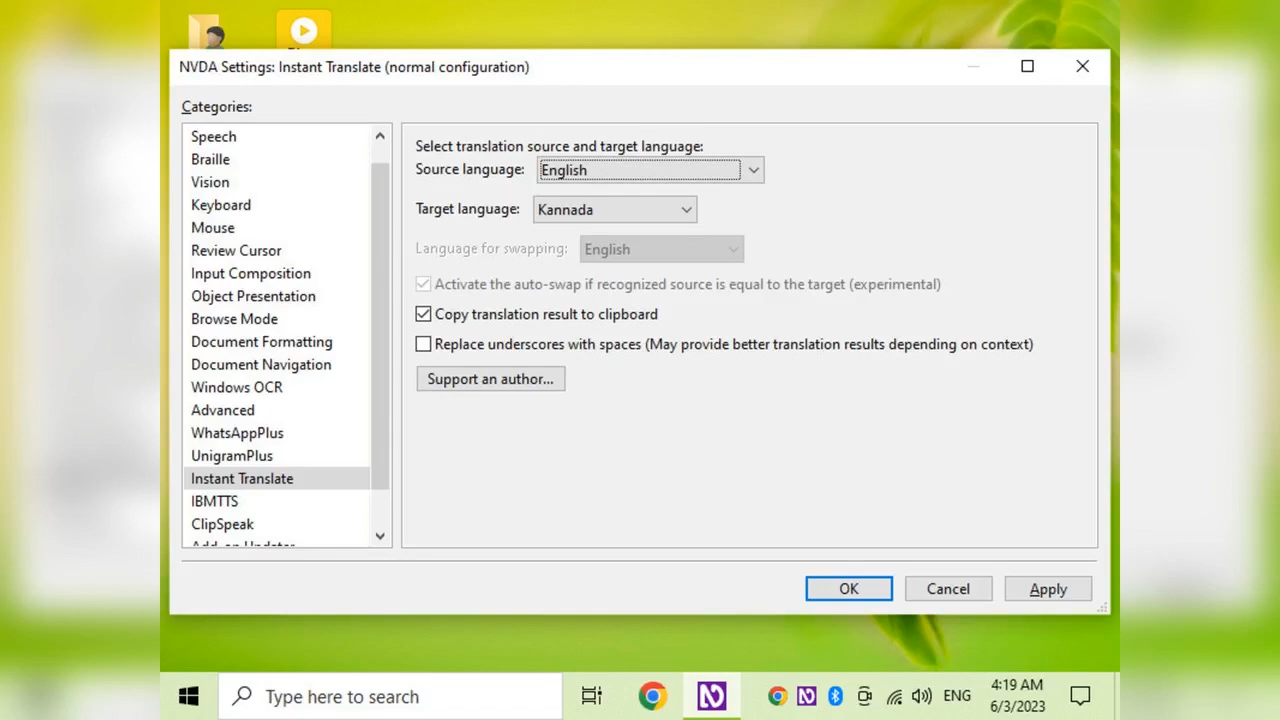 NVDA Settings: Instant Translate (normal configuration)
Categories:
Speech
Braille
Vision
Keyboard
Mouse
Review Cursor
Input Composition
Object Presentation
Browse Mode
Document Formatting
Document Navigation
Windows OCR
Advanced
WhatsAppPlus
UnigramPlus
Instant Translate
IBMTTS
ClipSpeak
Add-on Updater
Select translation source and target language:
Source language: English
Target language: Kannada
Language for swapping: English
Activate the auto-swap if recognized source is equal to the target (experimental)
Copy translation result to clipboard
Replace underscores with spaces (May provide better translation results depending on context)
Support an author...
OK Cancel Apply
Type here to search
ENG
4:19 AM
6/3/2023